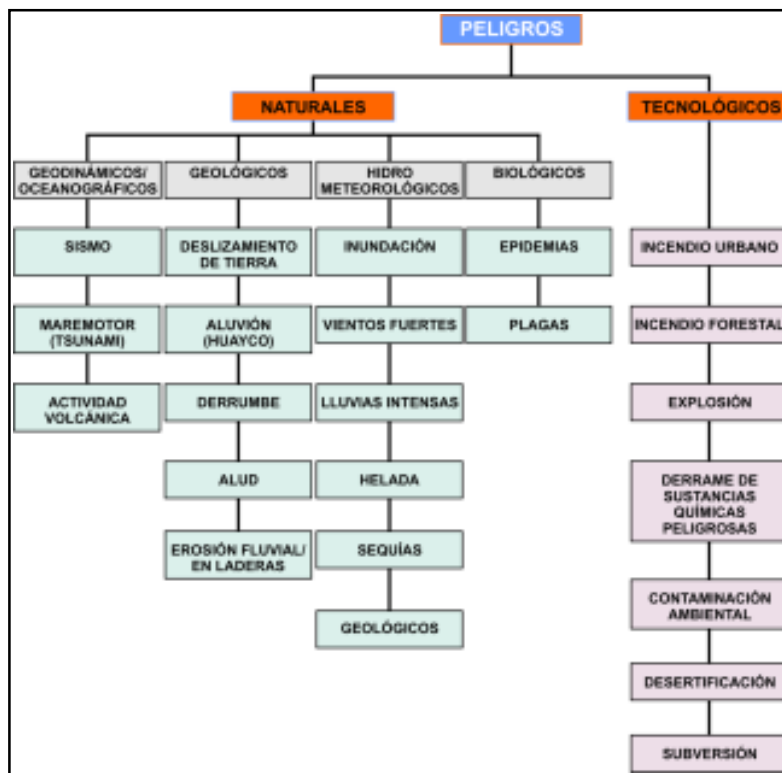 PELIGROS
NATURALES
TECNOLÓGICOS
GEODINÁMICOS/
OCEANOGRÁFICOS
GEOLÓGICOS
HIDRO
METEOROLÓGICOS
BIOLÓGICOS
SISMO
MAREMOTOR
(TSUNAMI)
ACTIVIDAD
VOLCÁNICA
DESLIZAMIENTO
DE TIERRA
ALUVIÓN
(HUAYCO)
DERRUMBE
ALUD
EROSIÓN FLUVIAL/
EN LADERAS
INUNDACIÓN
VIENTOS FUERTES
LLUVIAS INTENSAS
HELADA
SEQUÍAS
GEOLÓGICOS
EPIDEMIAS
PLAGAS
INCENDIO URBANO
INCENDIO FORESTAL
EXPLOSIÓN
DERRAME DE
SUSTANCIAS
QUÍMICAS
PELIGROSAS
CONTAMINACIÓN
AMBIENTAL
DESERTIFICACIÓN
SUBVERSIÓN